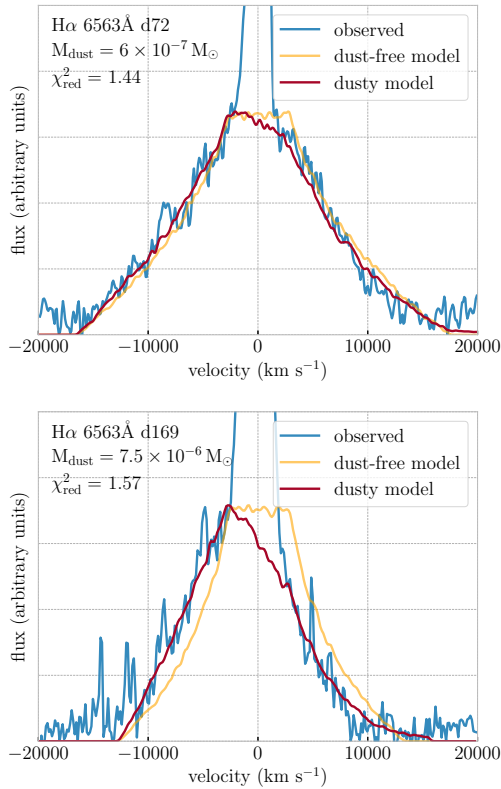 Hα 6563Å d72
M_dust = 6 × 10⁻⁷ M⊙
χ²_red = 1.44
observed
dust-free model
dusty model
flux (arbitrary units)
−20000 −10000 0 10000 20000
velocity (km s⁻¹)
Hα 6563Å d169
M_dust = 7.5 × 10⁻⁶ M⊙
χ²_red = 1.57
observed
dust-free model
dusty model
flux (arbitrary units)
−20000 −10000 0 10000 20000
velocity (km s⁻¹)